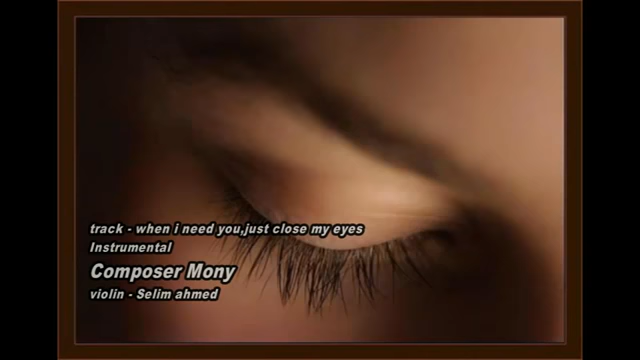 track - when i need you,just close my eyes
Instrumental
Composer Mony
violin - Selim ahmed